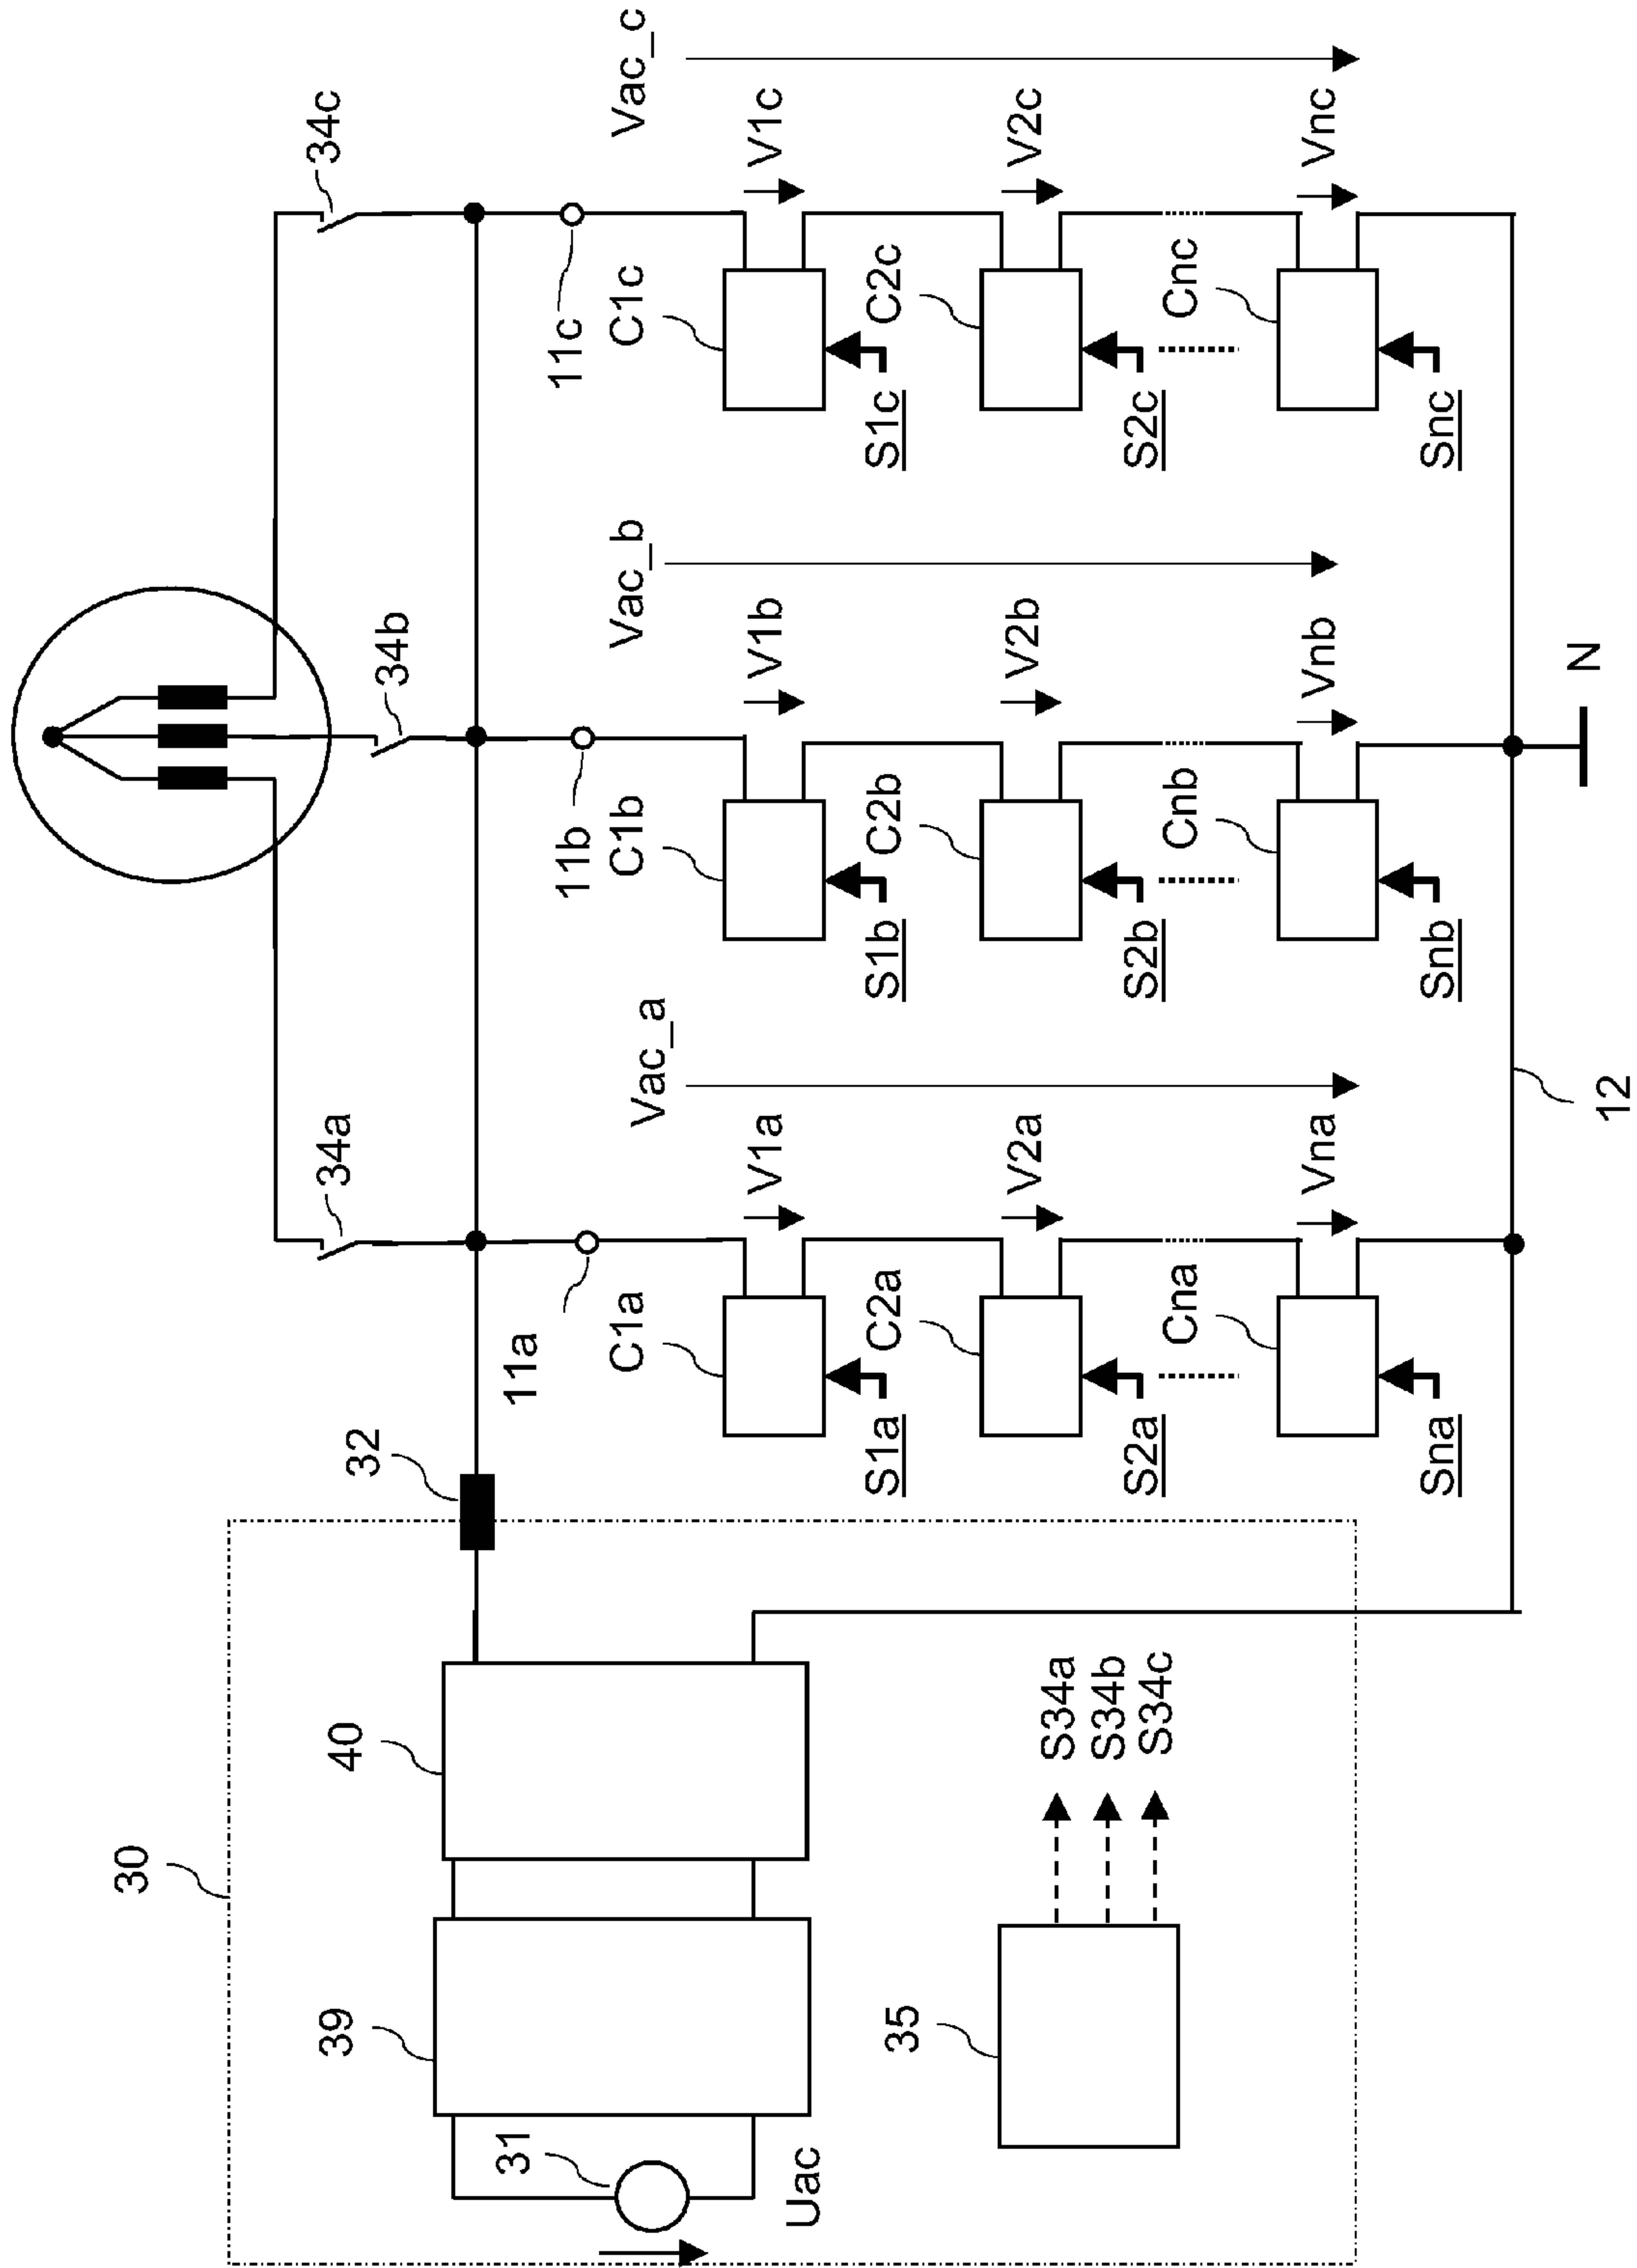 34c
34b
34a
32
30
40
39
31
Uac
35
S34a
S34b
S34c
11a
11b
11c
Vac_a
Vac_b
Vac_c
C1a
V1a
S1a
C1b
V1b
S1b
C1c
V1c
S1c
C2a
V2a
S2a
C2b
V2b
S2b
C2c
V2c
S2c
Cna
Vna
Sna
Cnb
Vnb
Snb
Cnc
Vnc
Snc
12
N